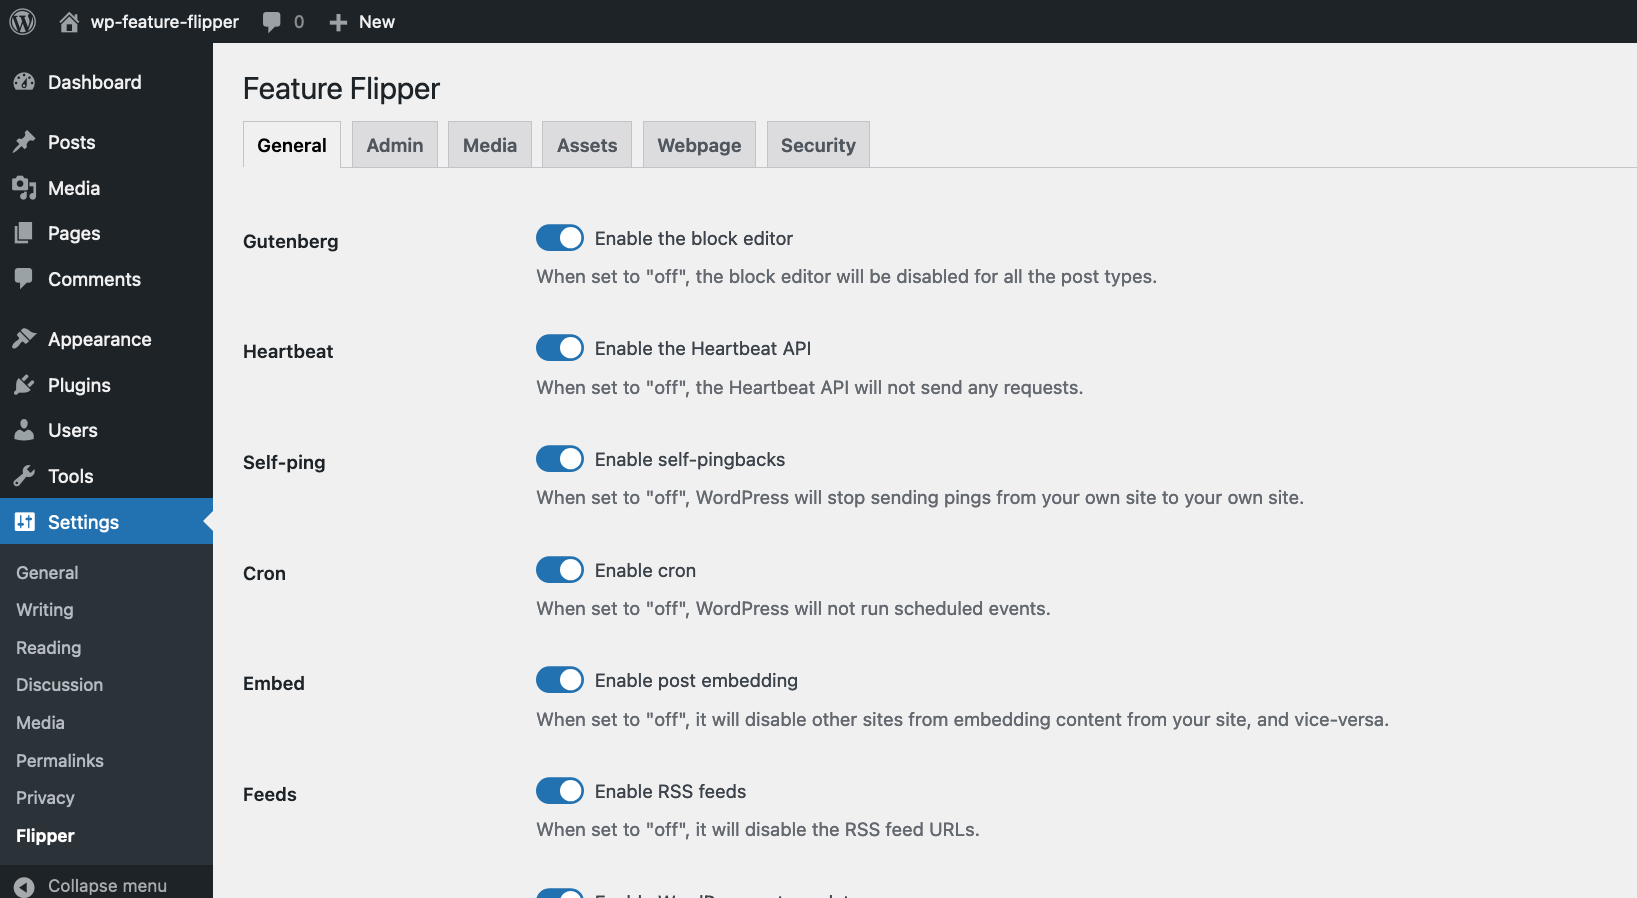 wp-feature-flipper 0 New
Dashboard
Posts
Media
Pages
Comments
Appearance
Plugins
Users
Tools
Settings
General
Writing
Reading
Discussion
Media
Permalinks
Privacy
Flipper
Collapse menu
Feature Flipper
General Admin Media Assets Webpage Security
Gutenberg
Enable the block editor
When set to "off", the block editor will be disabled for all the post types.
Heartbeat
Enable the Heartbeat API
When set to "off", the Heartbeat API will not send any requests.
Self-ping
Enable self-pingbacks
When set to "off", WordPress will stop sending pings from your own site to your own site.
Cron
Enable cron
When set to "off", WordPress will not run scheduled events.
Embed
Enable post embedding
When set to "off", it will disable other sites from embedding content from your site, and vice-versa.
Feeds
Enable RSS feeds
When set to "off", it will disable the RSS feed URLs.